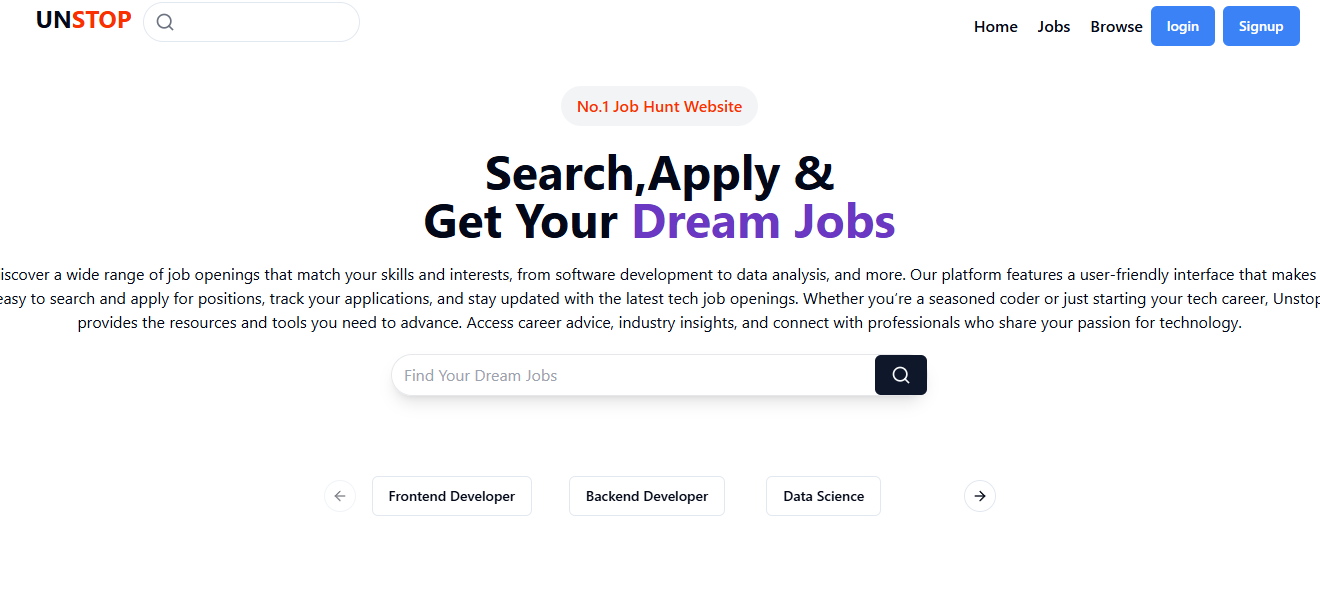 UNSTOP
Home Jobs Browse login Signup
No.1 Job Hunt Website
Search,Apply &
Get Your Dream Jobs
iscover a wide range of job openings that match your skills and interests, from software development to data analysis, and more. Our platform features a user-friendly interface that makes
easy to search and apply for positions, track your applications, and stay updated with the latest tech job openings. Whether you’re a seasoned coder or just starting your tech career, Unstop
provides the resources and tools you need to advance. Access career advice, industry insights, and connect with professionals who share your passion for technology.
Find Your Dream Jobs
Frontend Developer Backend Developer Data Science